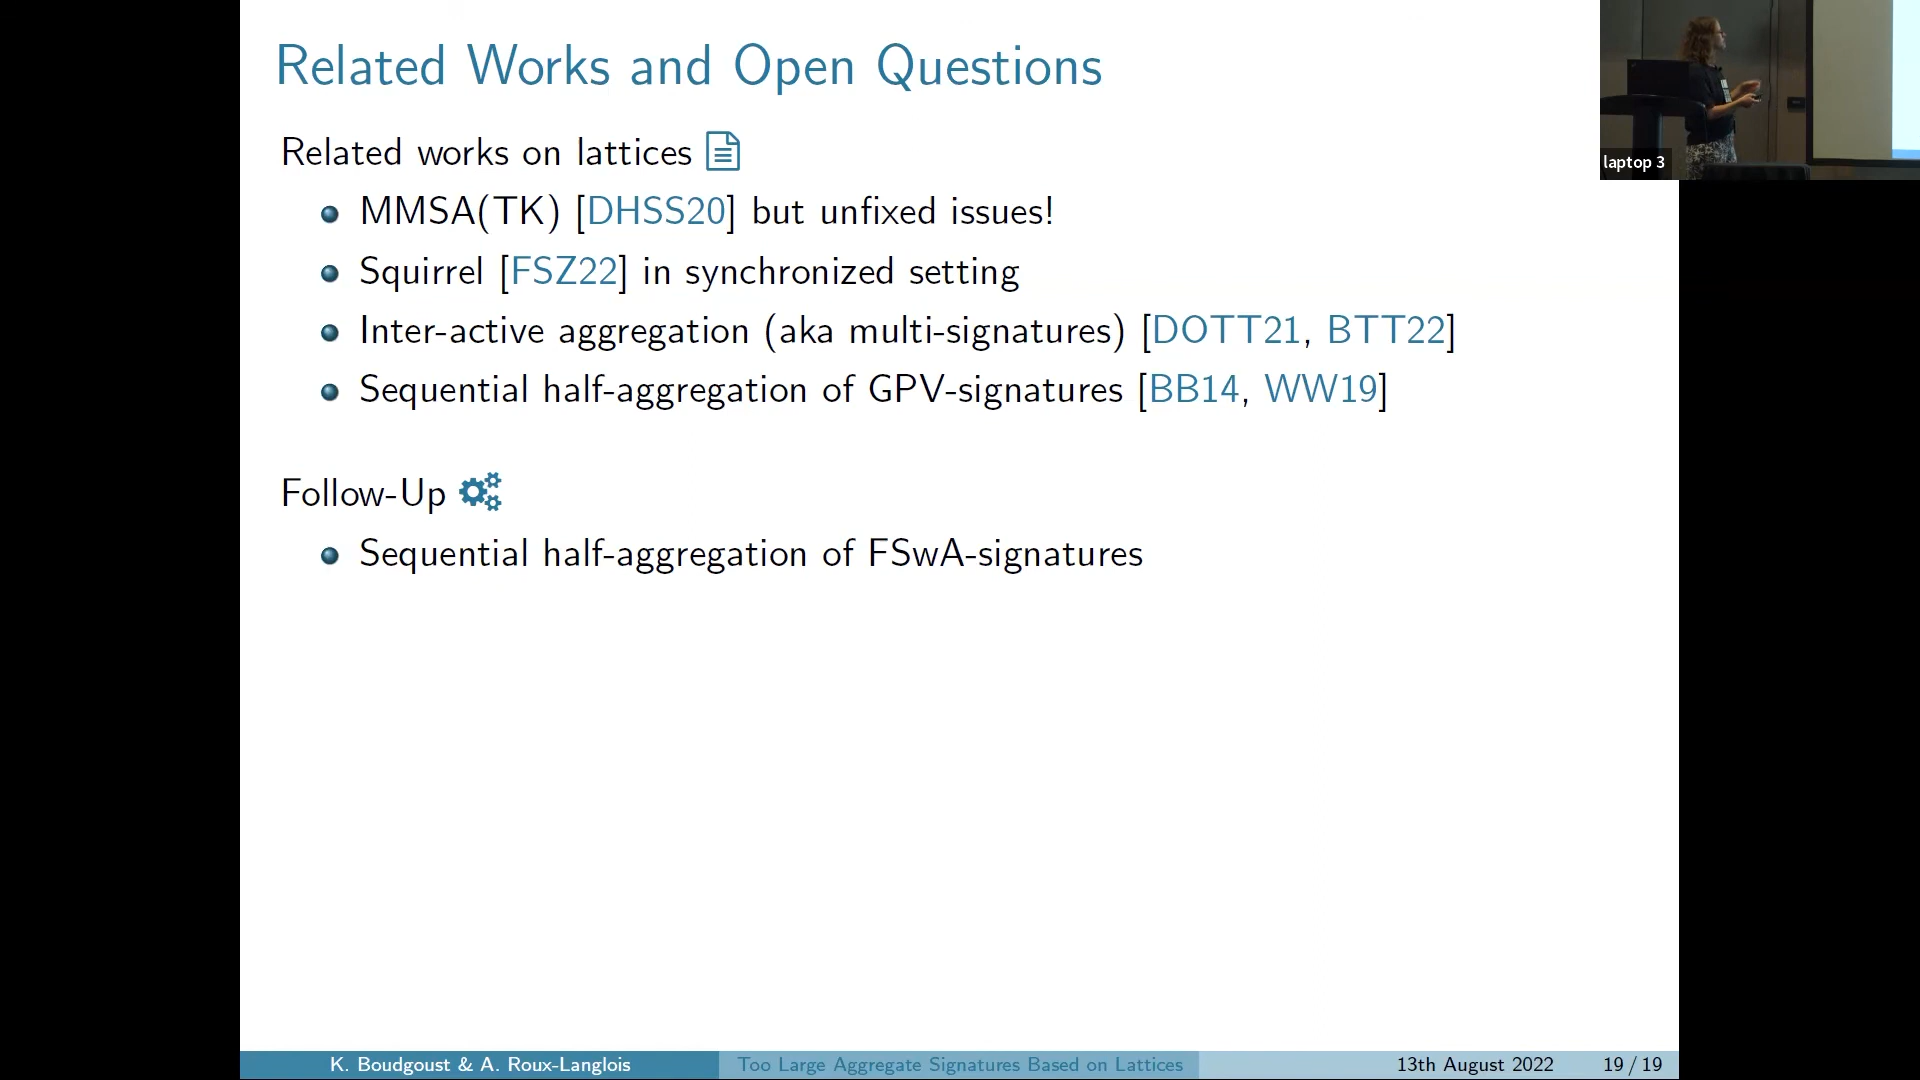 Related Works and Open Questions
Related works on lattices
MMSA(TK) [DHSS20] but unfixed issues!
Squirrel [FSZ22] in synchronized setting
Inter-active aggregation (aka multi-signatures) [DOTT21, BTT22]
Sequential half-aggregation of GPV-signatures [BB14, WW19]
Follow-Up
Sequential half-aggregation of FSwA-signatures
laptop 3
K. Boudgoust & A. Roux-Langlois
Too Large Aggregate Signatures Based on Lattices
13th August 2022
19 / 19